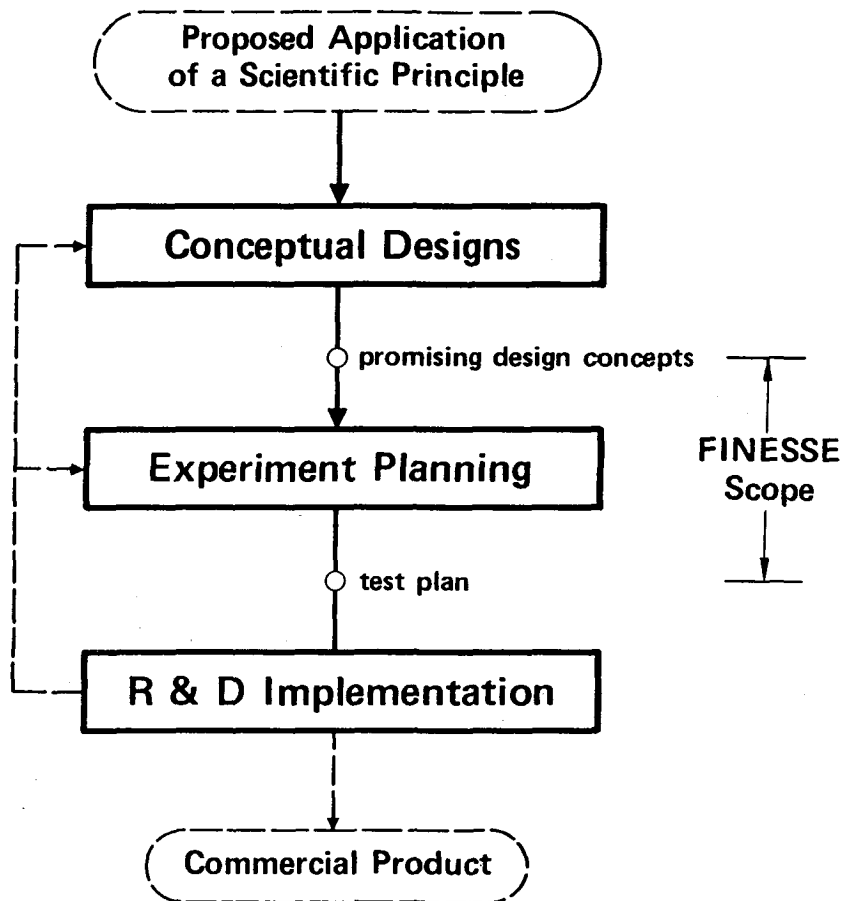 Proposed Application
of a Scientific Principle
Conceptual Designs
promising design concepts
Experiment Planning
FINESSE
Scope
test plan
R & D Implementation
Commercial Product